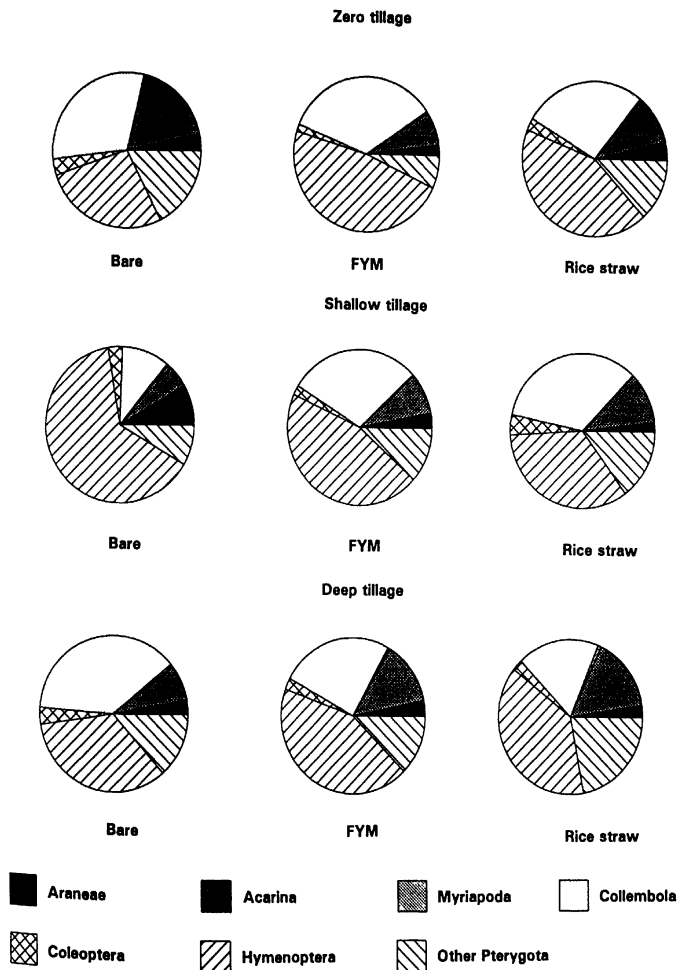 Zero tillage
Bare FYM Rice straw
Shallow tillage
Bare FYM Rice straw
Deep tillage
Bare FYM Rice straw
Araneae Acarina Myriapoda Collembola
Coleoptera Hymenoptera Other Pterygota